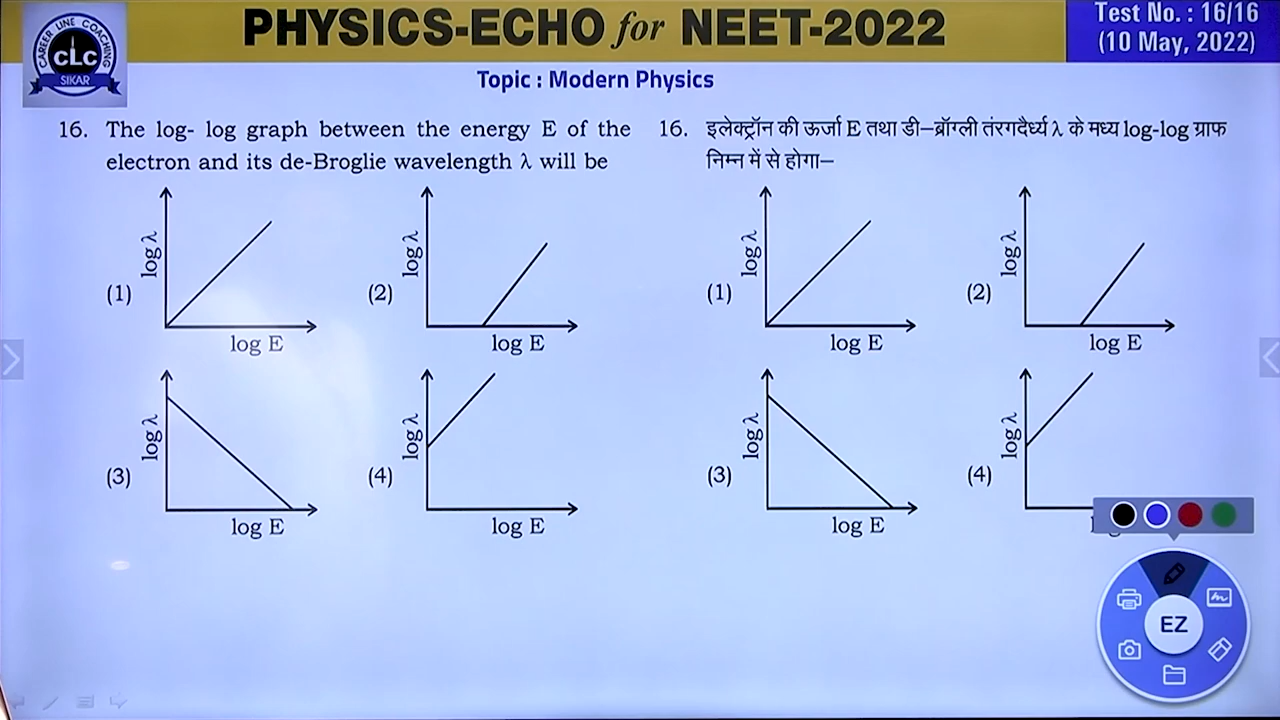 PHYSICS-ECHO for NEET-2022
Test No. : 16/16
(10 May, 2022)
CAREER LINE COACHING
CLC
SIKAR
Topic : Modern Physics
16. The log- log graph between the energy E of the
electron and its de-Broglie wavelength λ will be
(1)
log λ
log E
(2)
log λ
log E
(3)
log λ
log E
(4)
log λ
log E
16. इलेक्ट्रॉन की ऊर्जा E तथा डी–ब्रॉग्ली तंरगदैर्ध्य λ के मध्य log-log ग्राफ
निम्न में से होगा–
(1)
log λ
log E
(2)
log λ
log E
(3)
log λ
log E
(4)
log λ
EZ